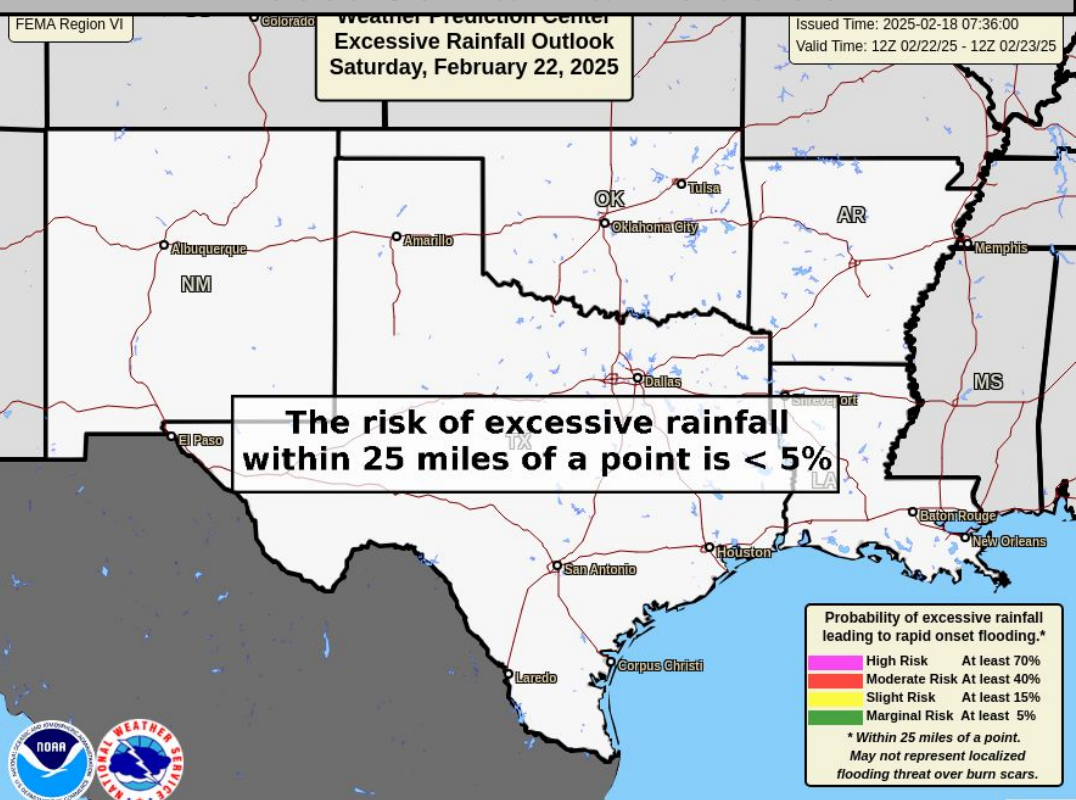 FEMA Region VI
Weather Prediction Center
Excessive Rainfall Outlook
Saturday, February 22, 2025
Issued Time: 2025-02-18 07:36:00
Valid Time: 12Z 02/22/25 - 12Z 02/23/25
Colorado
Tulsa
OK
Oklahoma City
AR
Amarillo
Albuquerque
Memphis
NM
Dallas
MS
Shreveport
The risk of excessive rainfall
within 25 miles of a point is < 5%
El Paso
TX
LA
Baton Rouge
New Orleans
Houston
San Antonio
Corpus Christi
Laredo
Probability of excessive rainfall
leading to rapid onset flooding.*
High Risk At least 70%
Moderate Risk At least 40%
Slight Risk At least 15%
Marginal Risk At least 5%
* Within 25 miles of a point.
May not represent localized
flooding threat over burn scars.
NOAA
NATIONAL WEATHER SERVICE